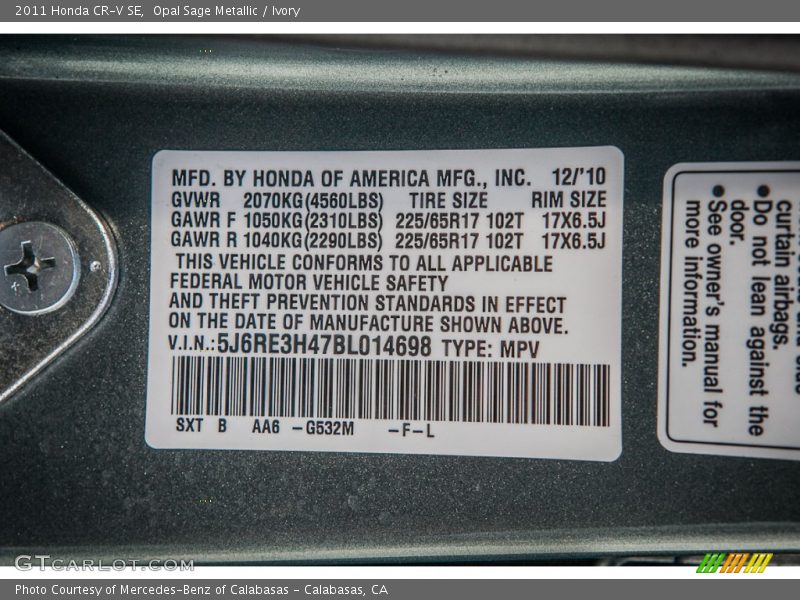 2011 Honda CR-V SE,  Opal Sage Metallic / Ivory
MFD. BY HONDA OF AMERICA MFG., INC. 12/'10
GVWR 2070KG(4560LBS) TIRE SIZE RIM SIZE
GAWR F 1050KG(2310LBS) 225/65R17 102T 17X6.5J
GAWR R 1040KG(2290LBS) 225/65R17 102T 17X6.5J
THIS VEHICLE CONFORMS TO ALL APPLICABLE
FEDERAL MOTOR VEHICLE SAFETY
AND THEFT PREVENTION STANDARDS IN EFFECT
ON THE DATE OF MANUFACTURE SHOWN ABOVE.
V.I.N.:5J6RE3H47BL014698 TYPE: MPV
SXT B AA6 -G532M -F-L
curtain airbags.
●Do not lean against the
door.
●See owner's manual for
more information.
GTcarlot.com
Photo Courtesy of Mercedes-Benz of Calabasas - Calabasas, CA